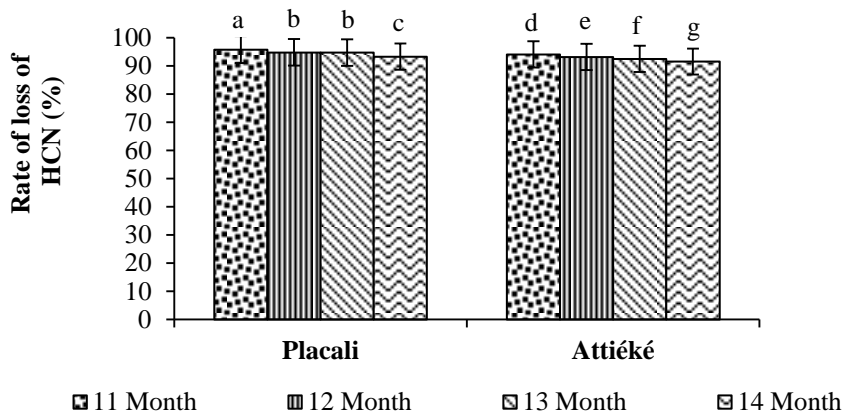 a b b c d e f g
100
90
80
70
60
50
40
30
20
10
0
Rate of loss of
HCN (%)
Placali Attiéké
11 Month 12 Month 13 Month 14 Month